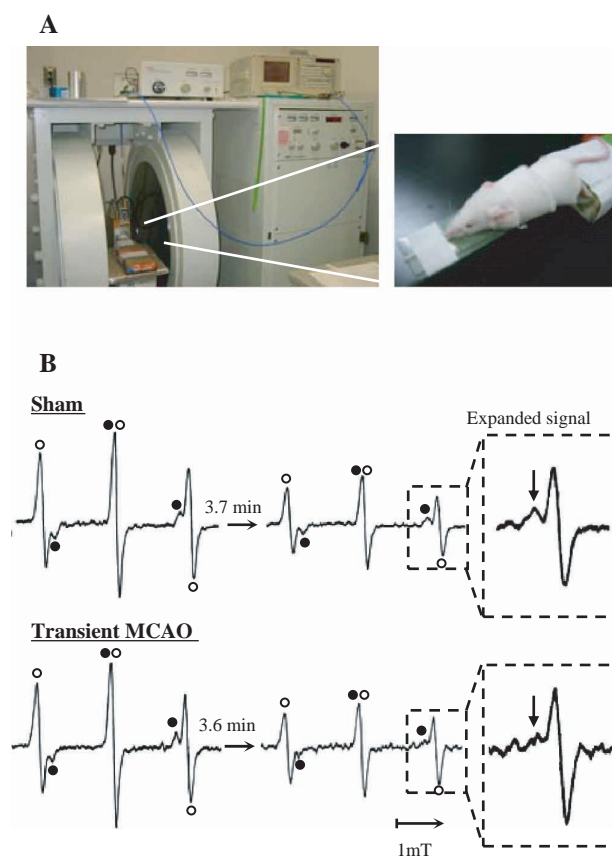 A
B
Sham
Expanded signal
3.7 min
Transient MCAO
3.6 min
1mT